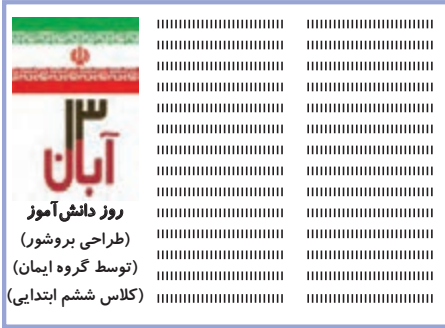 ۱۳
آبان
روز دانش‌آموز
(طراحی بروشور)
(توسط گروه ایمان)
(کلاس ششم ابتدایی)